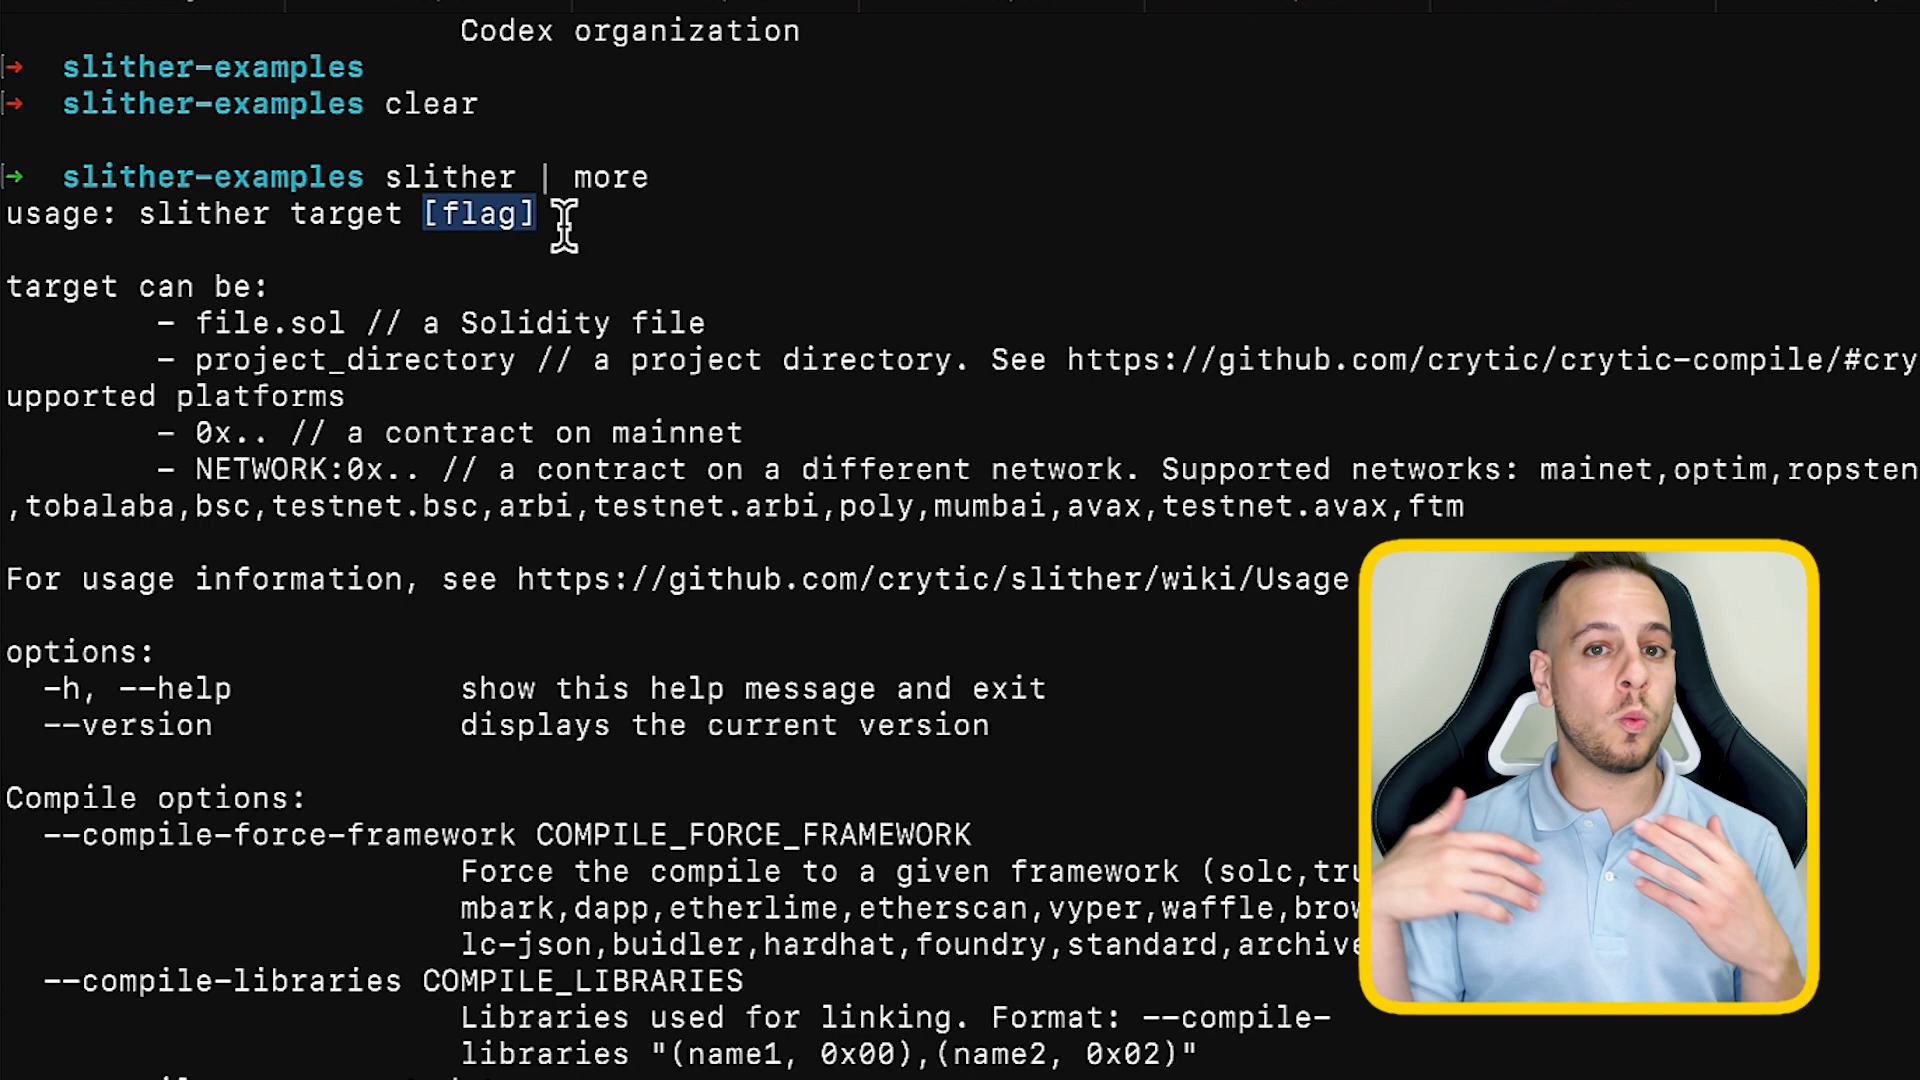 Codex organization
→ slither-examples
→ slither-examples clear
→ slither-examples slither | more
usage: slither target [flag]
target can be:
- file.sol // a Solidity file
- project_directory // a project directory. See https://github.com/crytic/crytic-compile/#cry
upported platforms
- 0x.. // a contract on mainnet
- NETWORK:0x.. // a contract on a different network. Supported networks: mainet,optim,ropsten
,tobalaba,bsc,testnet.bsc,arbi,testnet.arbi,poly,mumbai,avax,testnet.avax,ftm
For usage information, see https://github.com/crytic/slither/wiki/Usage
options:
-h, --help show this help message and exit
--version displays the current version
Compile options:
--compile-force-framework COMPILE_FORCE_FRAMEWORK
Force the compile to a given framework (solc,tru
mbark,dapp,etherlime,etherscan,vyper,waffle,brow
lc-json,buidler,hardhat,foundry,standard,archive
--compile-libraries COMPILE_LIBRARIES
Libraries used for linking. Format: --compile-
libraries "(name1, 0x00),(name2, 0x02)"